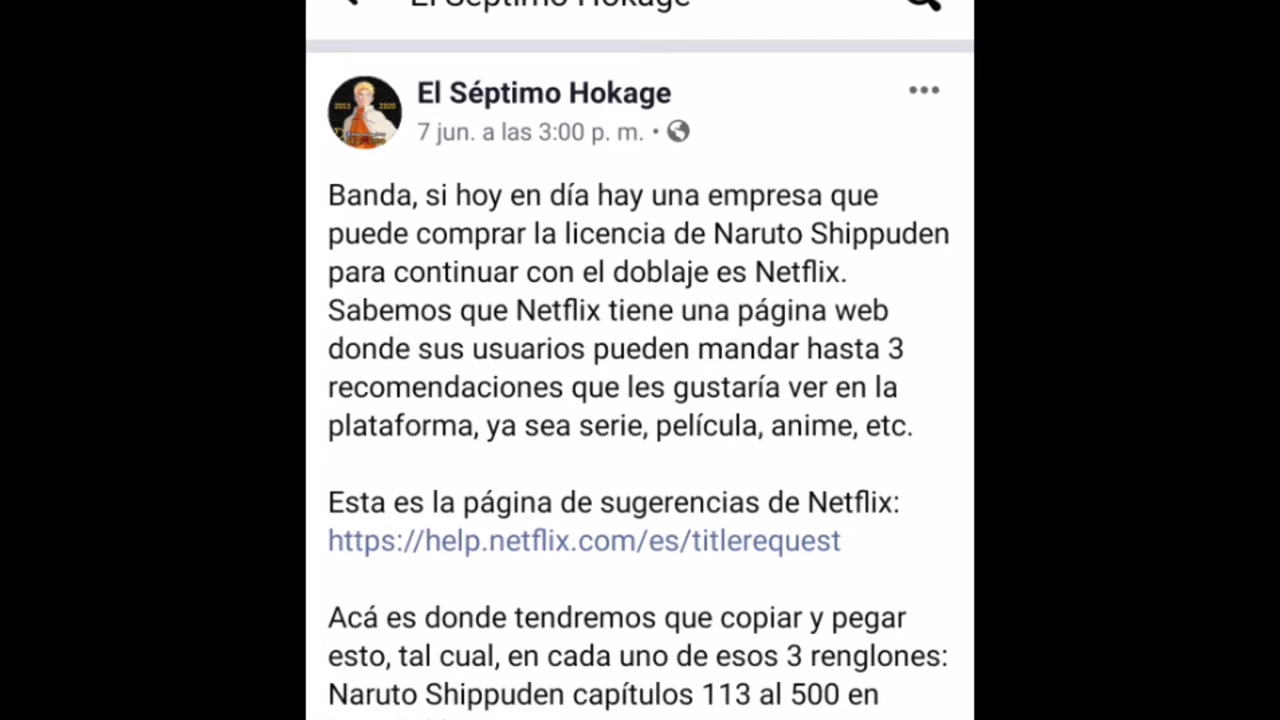 El Séptimo Hokage
El Séptimo Hokage
7 jun. a las 3:00 p. m. •
Banda, si hoy en día hay una empresa que
puede comprar la licencia de Naruto Shippuden
para continuar con el doblaje es Netflix.
Sabemos que Netflix tiene una página web
donde sus usuarios pueden mandar hasta 3
recomendaciones que les gustaría ver en la
plataforma, ya sea serie, película, anime, etc.
Esta es la página de sugerencias de Netflix:
https://help.netflix.com/es/titlerequest
Acá es donde tendremos que copiar y pegar
esto, tal cual, en cada uno de esos 3 renglones:
Naruto Shippuden capítulos 113 al 500 en